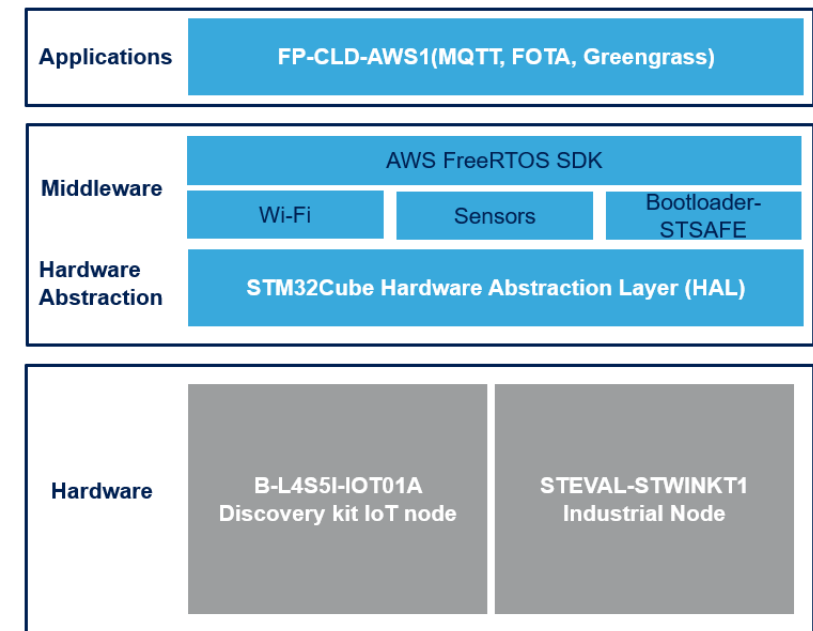 Applications
FP-CLD-AWS1(MQTT, FOTA, Greengrass)
Middleware
AWS FreeRTOS SDK
Wi-Fi
Sensors
Bootloader-
STSAFE
Hardware
Abstraction
STM32Cube Hardware Abstraction Layer (HAL)
Hardware
B-L4S5I-IOT01A
Discovery kit IoT node
STEVAL-STWINKT1
Industrial Node